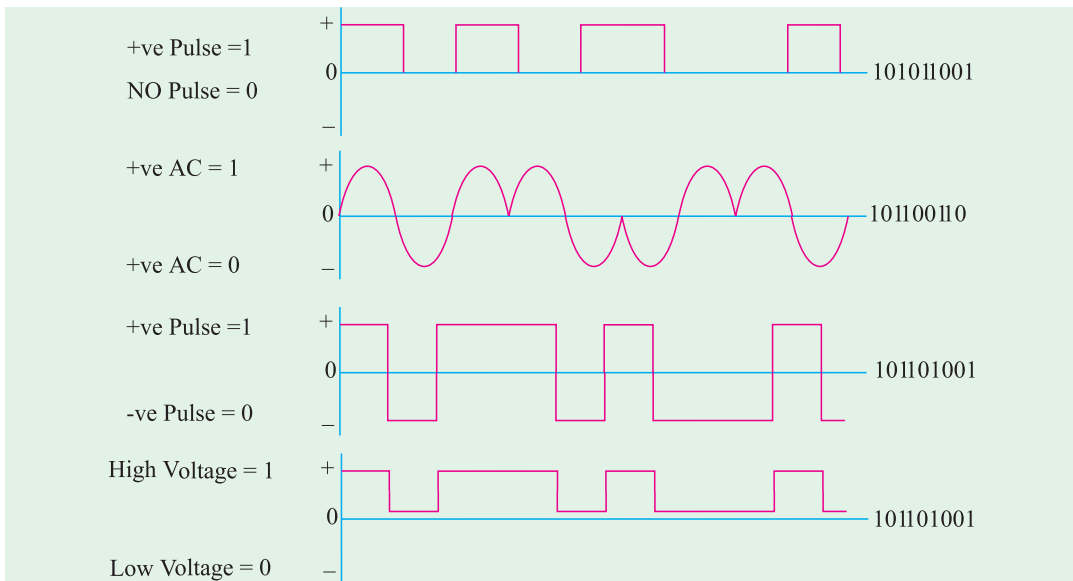 +
+ve Pulse =1
0
101011001
NO Pulse = 0
–
+ve AC = 1
+
0
101100110
+ve AC = 0
–
+ve Pulse =1
+
0
101101001
-ve Pulse = 0
–
High Voltage = 1
+
0
101101001
Low Voltage = 0
–